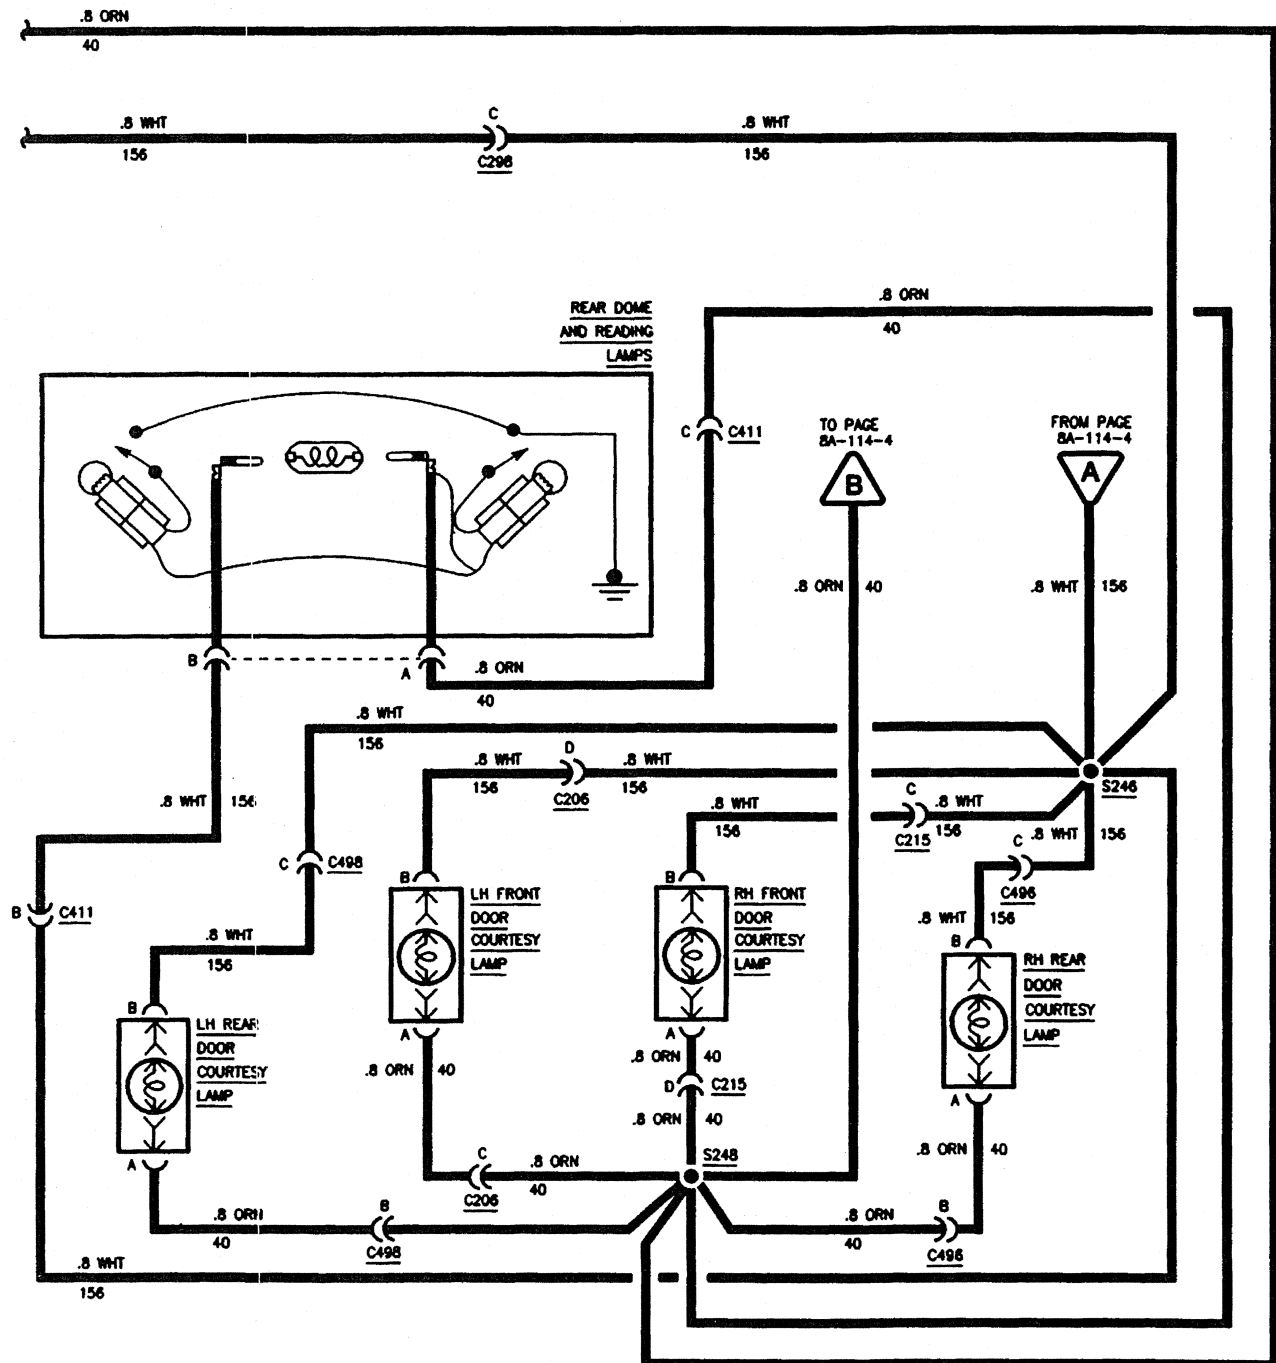 .8 ORN
40
.8 WHT
156
C
C298
.8 WHT
156
.8 ORN
40
REAR DOME
AND READING
LAMPS
C
C411
TO PAGE
8A-114-4
B
FROM PAGE
8A-114-4
A
.8 ORN
40
.8 WHT
156
B
A
.8 ORN
40
.8 WHT
156
.8 WHT
156
D
C206
.8 WHT
156
S246
.8 WHT
156
.8 WHT
156
C
C215
.8 WHT
156
.8 WHT
156
C
C498
C
C496
B
C411
.8 WHT
156
B
LH FRONT
DOOR
COURTESY
LAMP
A
B
RH FRONT
DOOR
COURTESY
LAMP
A
.8 WHT
156
B
RH REAR
DOOR
COURTESY
LAMP
A
B
LH REAR
DOOR
COURTESY
LAMP
A
.8 ORN
40
.8 ORN
40
D
C215
.8 ORN
40
S248
.8 ORN
40
C
C206
.8 ORN
40
.8 ORN
40
B
C498
.8 ORN
40
B
C496
.8 WHT
156